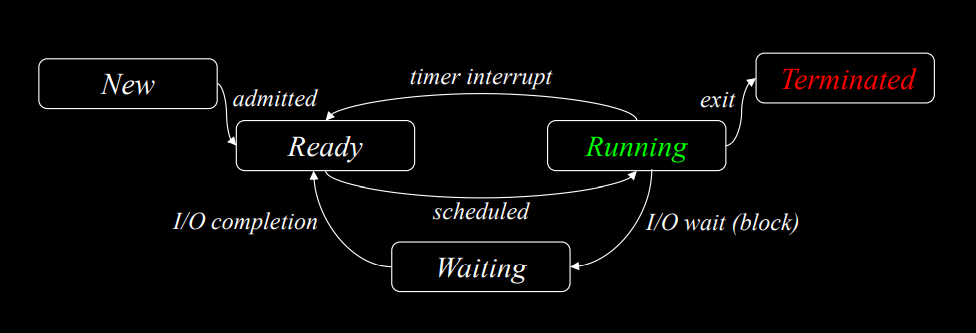 New
admitted
timer interrupt
exit
Terminated
Ready
Running
scheduled
I/O completion
I/O wait (block)
Waiting